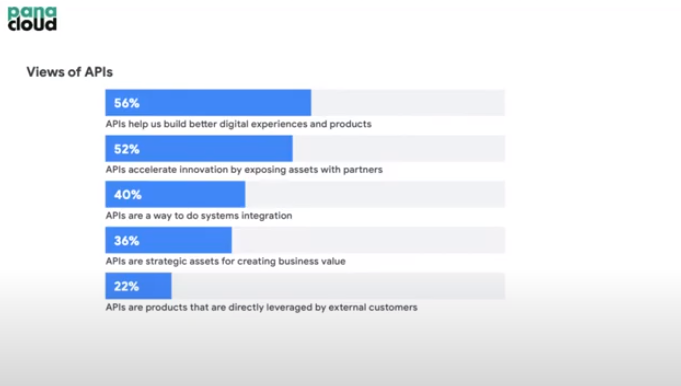 pana
cloud
Views of APIs
56%
APIs help us build better digital experiences and products
52%
APIs accelerate innovation by exposing assets with partners
40%
APIs are a way to do systems integration
36%
APIs are strategic assets for creating business value
22%
APIs are products that are directly leveraged by external customers